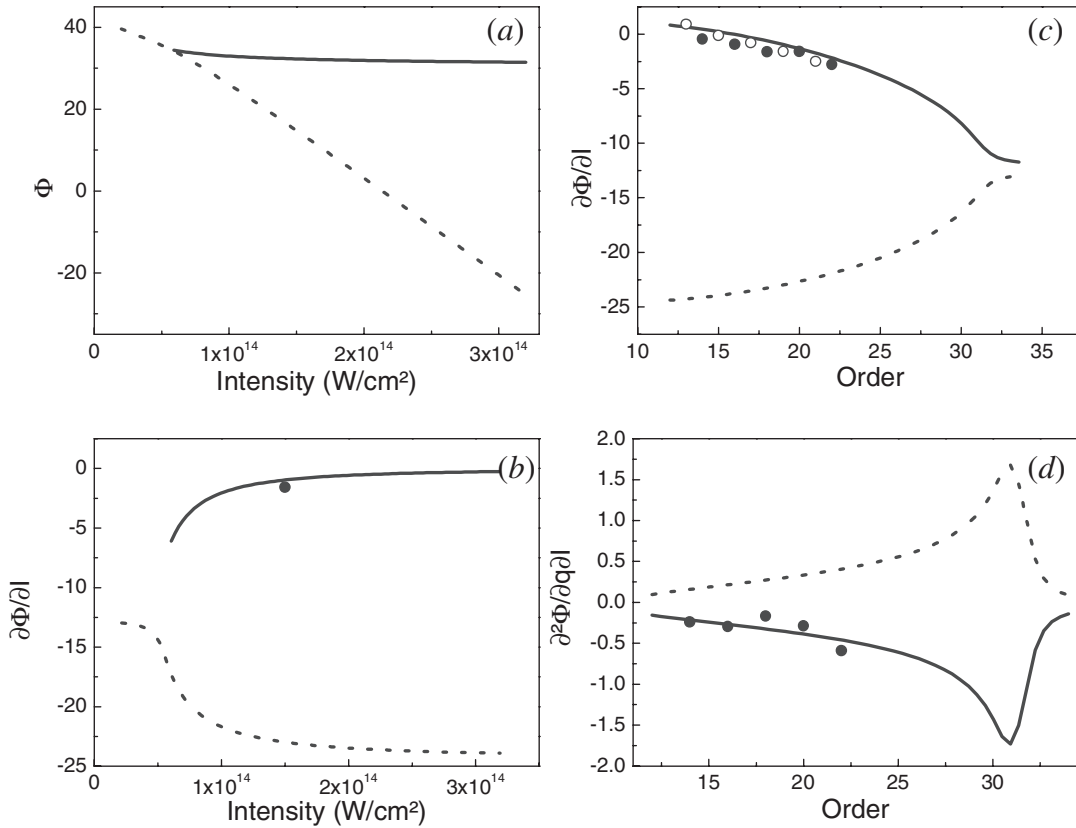 (a)
Φ
40
20
0
-20
0 1x10¹⁴ 2x10¹⁴ 3x10¹⁴
Intensity (W/cm²)
(c)
∂Φ/∂I
0
-5
-10
-15
-20
-25
10 15 20 25 30 35
Order
(b)
∂Φ/∂I
0
-5
-10
-15
-20
-25
0 1x10¹⁴ 2x10¹⁴ 3x10¹⁴
Intensity (W/cm²)
(d)
∂²Φ/∂q∂I
2.0
1.5
1.0
0.5
0.0
-0.5
-1.0
-1.5
-2.0
15 20 25 30
Order